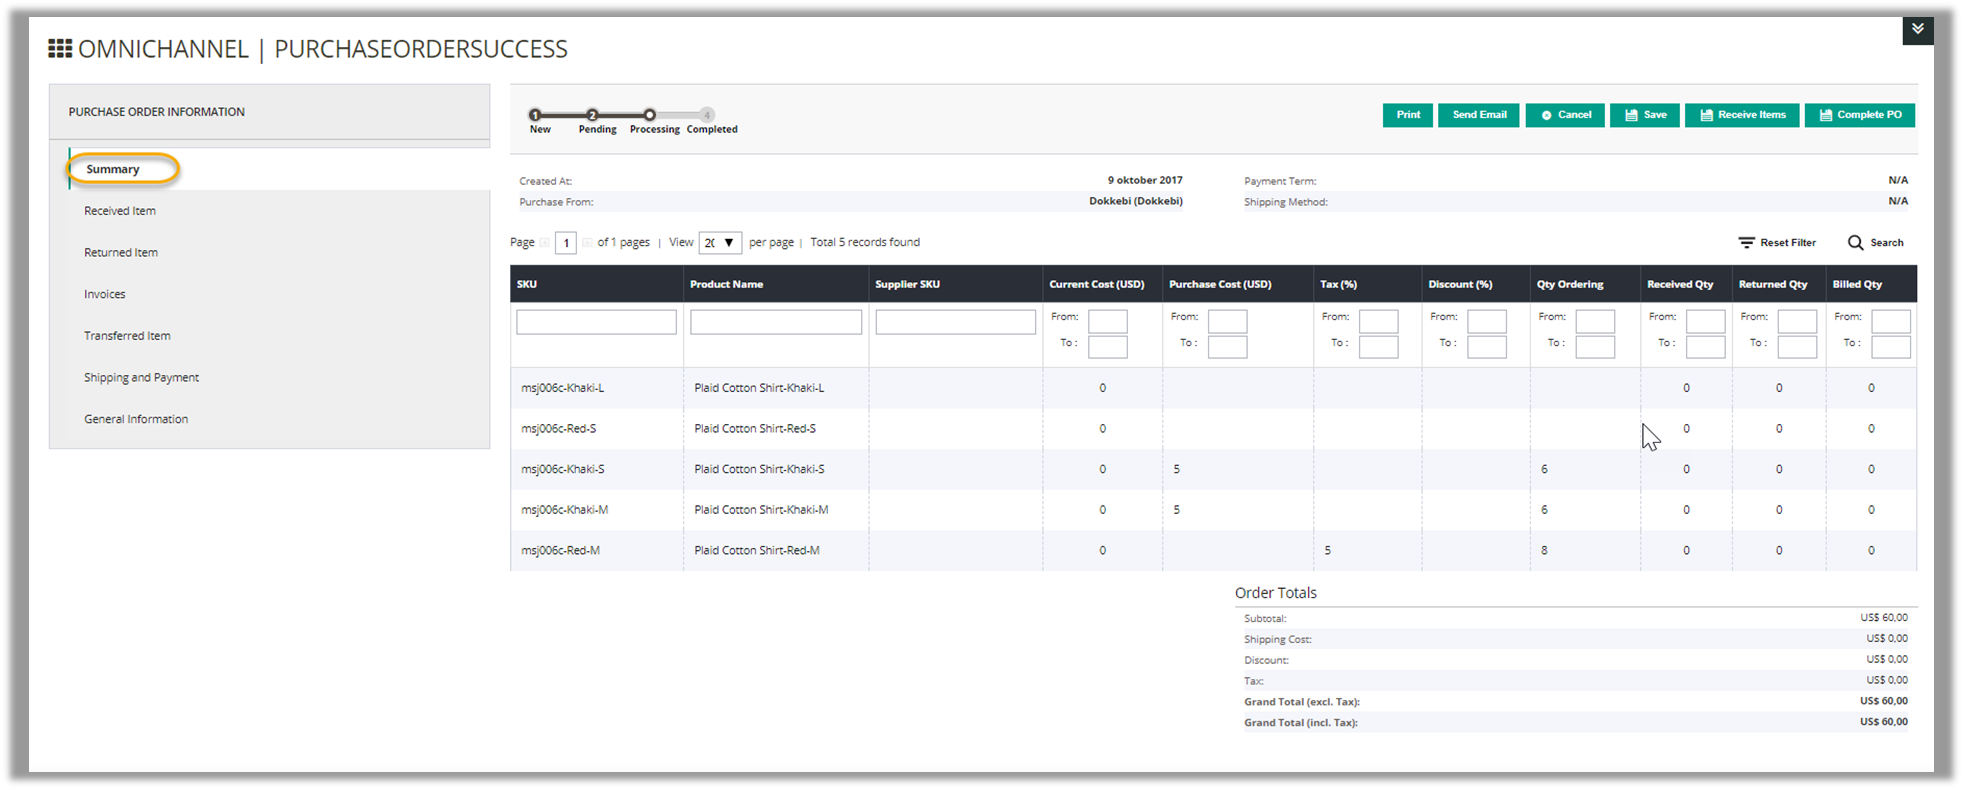 OMNICHANNEL | PURCHASEORDERSUCCESS
PURCHASE ORDER INFORMATION
Summary
Received Item
Returned Item
Invoices
Transferred Item
Shipping and Payment
General Information
1 2 4
New Pending Processing Completed
Print Send Email Cancel Save Receive Items Complete PO
Created At: 9 oktober 2017 Payment Term: N/A
Purchase From: Dokkebi (Dokkebi) Shipping Method: N/A
Page 1 of 1 pages | View 20 per page | Total 5 records found Reset Filter Search
SKU Product Name Supplier SKU Current Cost (USD) Purchase Cost (USD) Tax (%) Discount (%) Qty Ordering Received Qty Returned Qty Billed Qty
From: From: From: From: From: From: From: From:
To : To : To : To : To : To : To : To :
msj006c-Khaki-L Plaid Cotton Shirt-Khaki-L 0 0 0 0
msj006c-Red-S Plaid Cotton Shirt-Red-S 0 0 0 0
msj006c-Khaki-S Plaid Cotton Shirt-Khaki-S 0 5 6 0 0 0
msj006c-Khaki-M Plaid Cotton Shirt-Khaki-M 0 5 6 0 0 0
msj006c-Red-M Plaid Cotton Shirt-Red-M 0 5 8 0 0 0
Order Totals
Subtotal: US$ 60,00
Shipping Cost: US$ 0,00
Discount: US$ 0,00
Tax: US$ 0,00
Grand Total (excl. Tax): US$ 60,00
Grand Total (incl. Tax): US$ 60,00